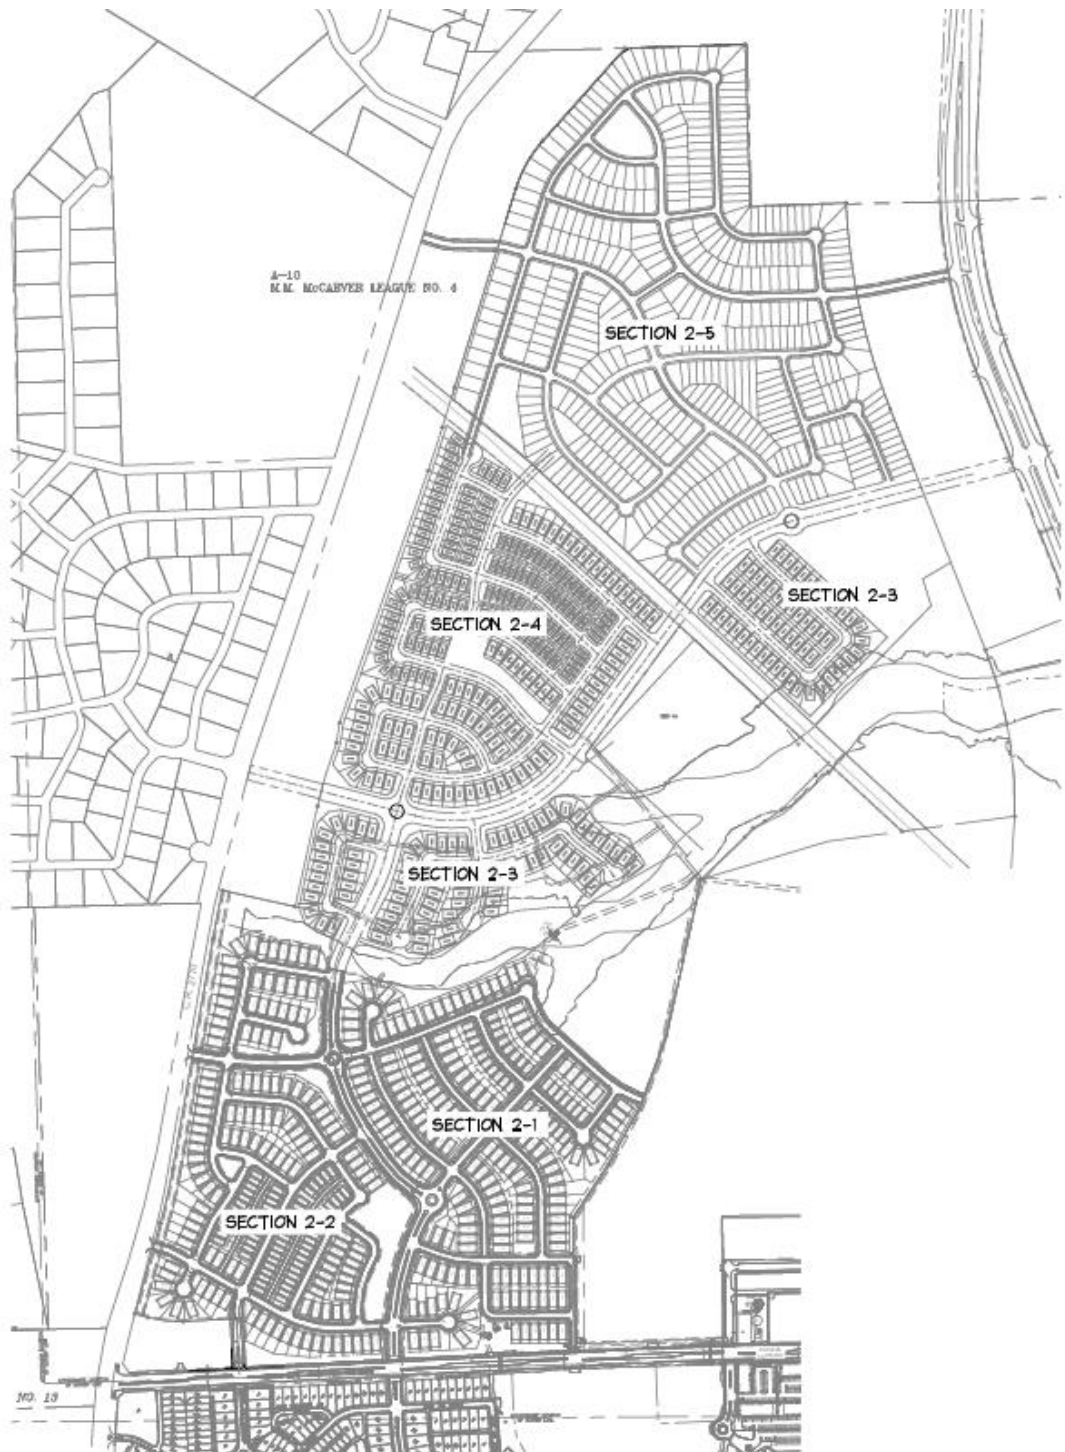 A-10
M.M. McCARVER LEAGUE NO. 4
SECTION 2-5
SECTION 2-3
SECTION 2-4
SECTION 2-3
SECTION 2-1
SECTION 2-2
NO. 13